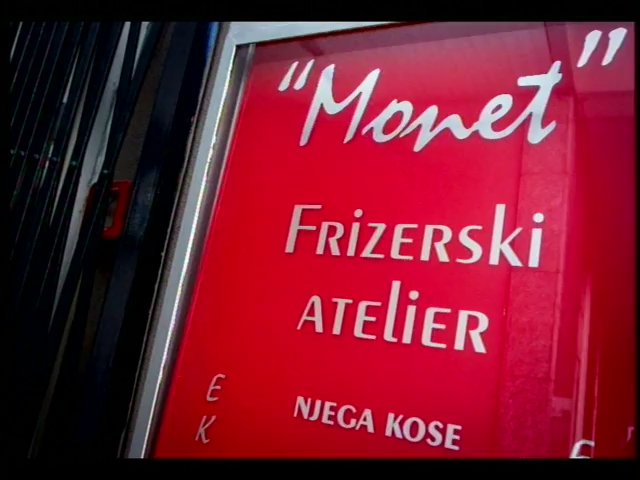 "Monet"
FRIZERSKI
ATELIER
E
K
NJEGA KOSE